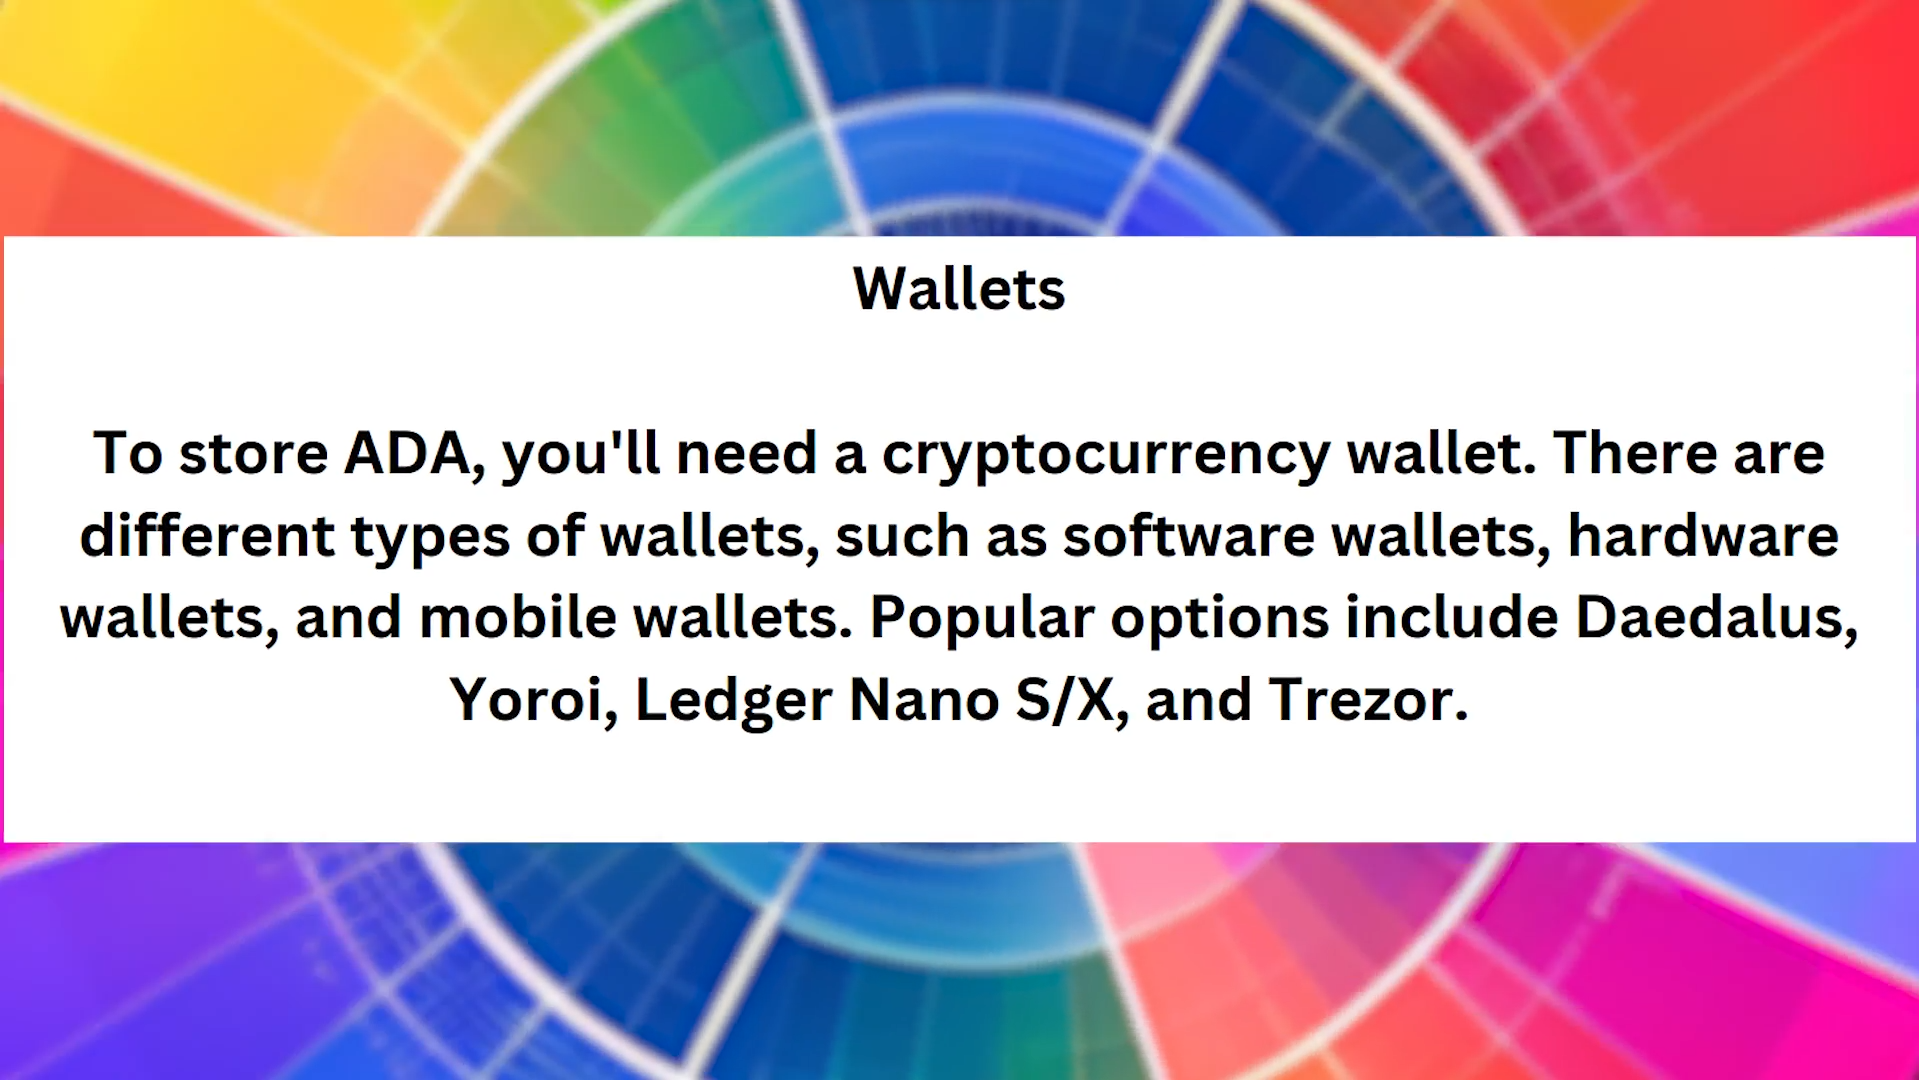 Wallets
To store ADA, you'll need a cryptocurrency wallet. There are
different types of wallets, such as software wallets, hardware
wallets, and mobile wallets. Popular options include Daedalus,
Yoroi, Ledger Nano S/X, and Trezor.